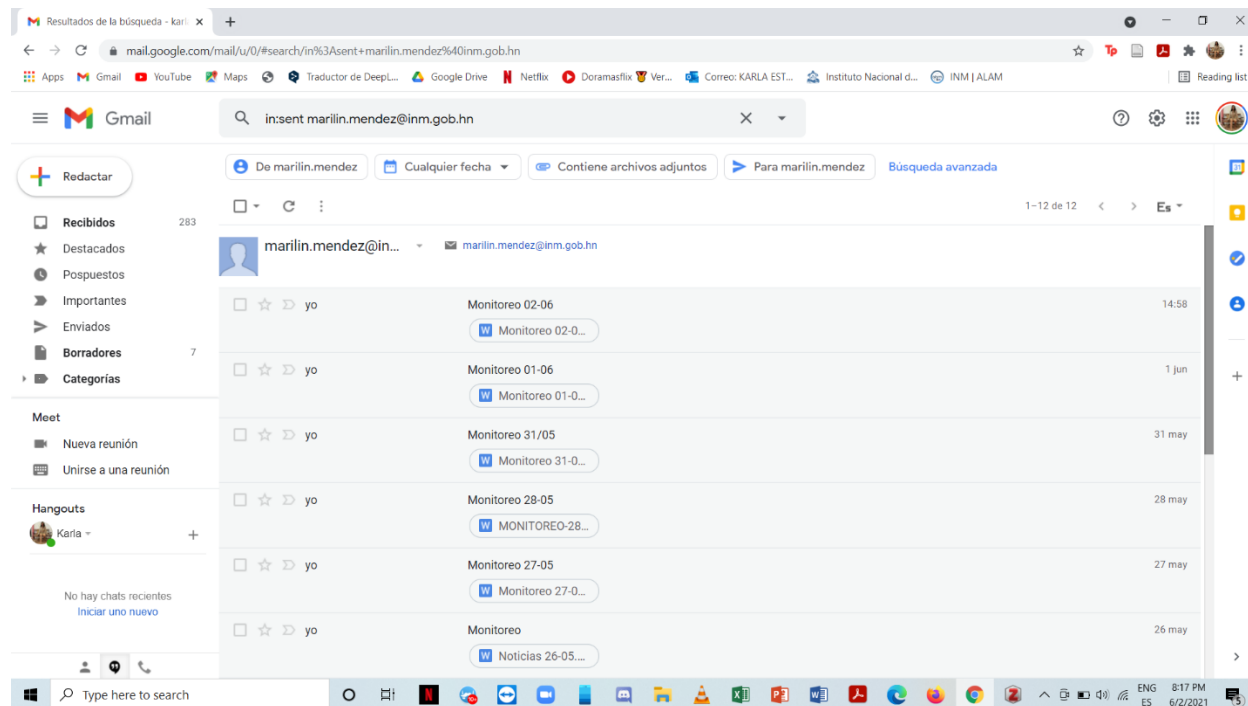 Resultados de la búsqueda - karl
mail.google.com/mail/u/0/#search/in%3Asent+marilin.mendez%40inm.gob.hn
Apps Gmail YouTube Maps Traductor de DeepL... Google Drive Netflix Doramasflix Ver... Correo: KARLA EST... Instituto Nacional d... INM | ALAM Reading list
Gmail
in:sent marilin.mendez@inm.gob.hn
De marilin.mendez Cualquier fecha Contiene archivos adjuntos Para marilin.mendez Búsqueda avanzada
Redactar
1–12 de 12 Es
Recibidos 283
Destacados
Pospuestos
Importantes
Enviados
Borradores 7
Categorías
Meet
Nueva reunión
Unirse a una reunión
Hangouts
Karla
No hay chats recientes
Iniciar uno nuevo
marilin.mendez@in... marilin.mendez@inm.gob.hn
yo Monitoreo 02-06 14:58
Monitoreo 02-0...
yo Monitoreo 01-06 1 jun
Monitoreo 01-0...
yo Monitoreo 31/05 31 may
Monitoreo 31-0...
yo Monitoreo 28-05 28 may
MONITOREO-28...
yo Monitoreo 27-05 27 may
Monitoreo 27-0...
yo Monitoreo 26 may
Noticias 26-05....
Type here to search
ENG 8:17 PM
ES 6/2/2021